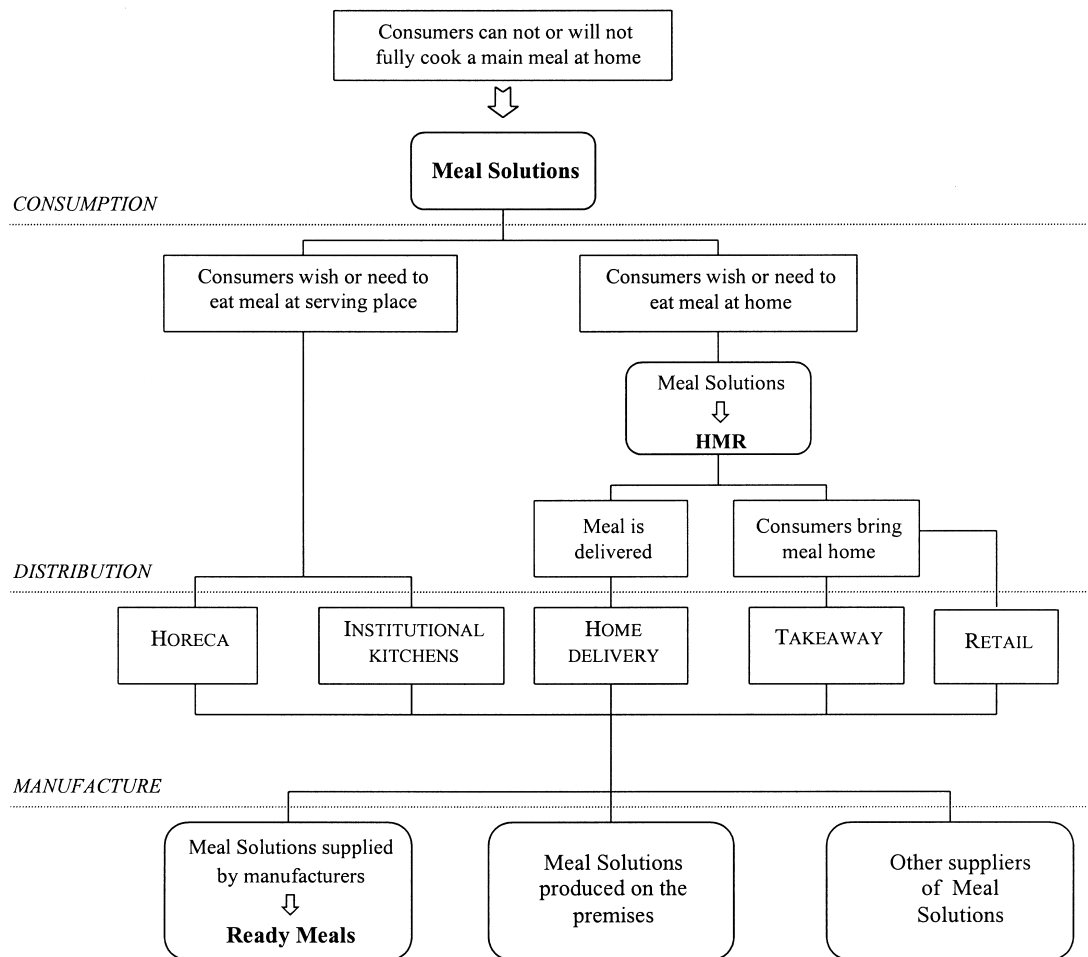 Consumers can not or will not
fully cook a main meal at home
Meal Solutions
CONSUMPTION
Consumers wish or need to
eat meal at serving place
Consumers wish or need to
eat meal at home
Meal Solutions
HMR
Meal is
delivered
Consumers bring
meal home
DISTRIBUTION
HORECA
INSTITUTIONAL
KITCHENS
HOME
DELIVERY
TAKEAWAY
RETAIL
MANUFACTURE
Meal Solutions supplied
by manufacturers
Ready Meals
Meal Solutions
produced on the
premises
Other suppliers
of Meal
Solutions